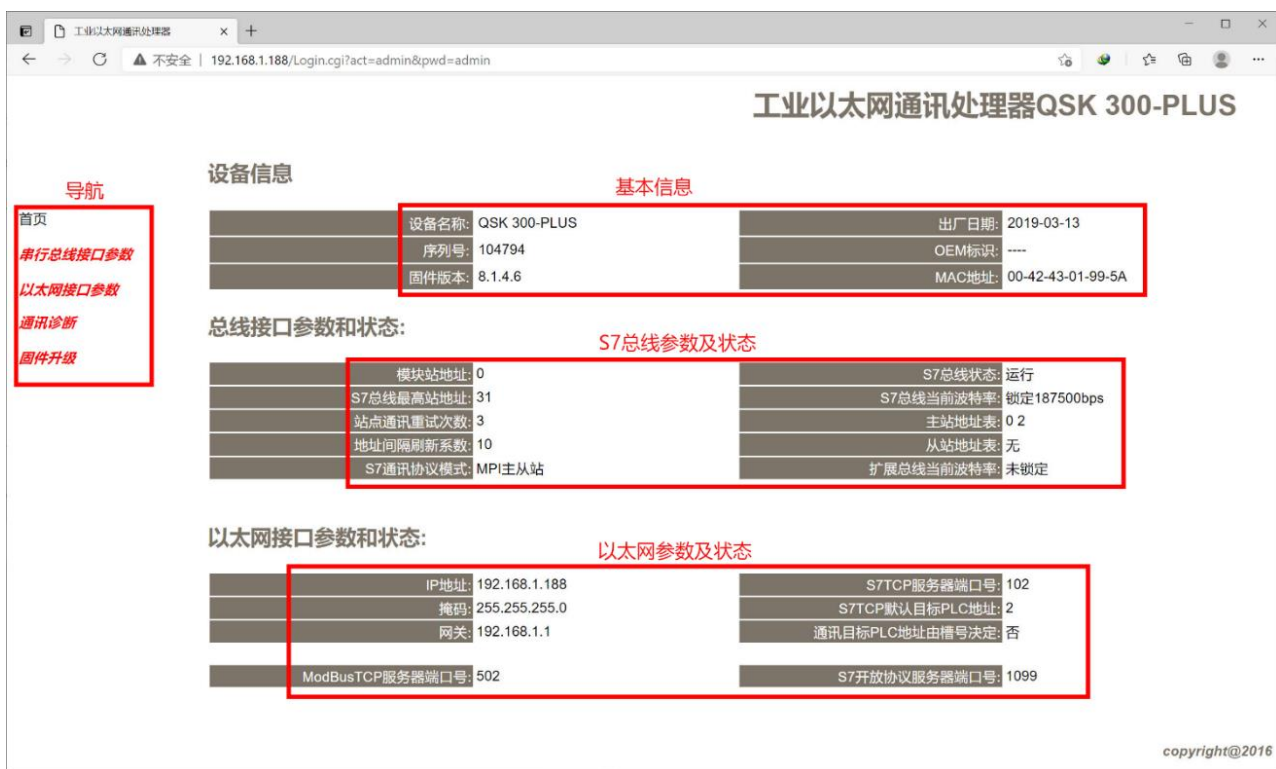 工业以太网通讯处理器
不安全 | 192.168.1.188/Login.cgi?act=admin&pwd=admin
工业以太网通讯处理器QSK 300-PLUS
导航
首页
串行总线接口参数
以太网接口参数
通讯诊断
固件升级
设备信息
基本信息
设备名称: QSK 300-PLUS 出厂日期: 2019-03-13
序列号: 104794 OEM标识: ----
固件版本: 8.1.4.6 MAC地址: 00-42-43-01-99-5A
总线接口参数和状态:
S7总线参数及状态
模块站地址: 0 S7总线状态: 运行
S7总线最高站地址: 31 S7总线当前波特率: 锁定187500bps
站点通讯重试次数: 3 主站地址表: 0 2
地址间隔刷新系数: 10 从站地址表: 无
S7通讯协议模式: MPI主从站 扩展总线当前波特率: 未锁定
以太网接口参数和状态:
以太网参数及状态
IP地址: 192.168.1.188 S7TCP服务器端口号: 102
掩码: 255.255.255.0 S7TCP默认目标PLC地址: 2
网关: 192.168.1.1 通讯目标PLC地址由槽号决定: 否
ModBusTCP服务器端口号: 502 S7开放协议服务器端口号: 1099
copyright@2016